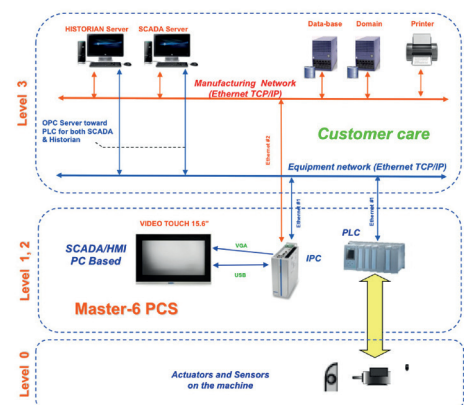 HISTORIAN Server
SCADA Server
Data-base
Domain
Printer
Level 3
Manufacturing Network
(Ethernet TCP/IP)
OPC Server toward
PLC for both SCADA
& Historian
Ethernet #2
Customer care
Equipment network (Ethernet TCP/IP)
Ethernet #1
Ethernet #1
Level 1, 2
VIDEO TOUCH 15.6"
SCADA/HMI
PC Based
VGA
USB
IPC
PLC
Master-6 PCS
Level 0
Actuators and Sensors
on the machine